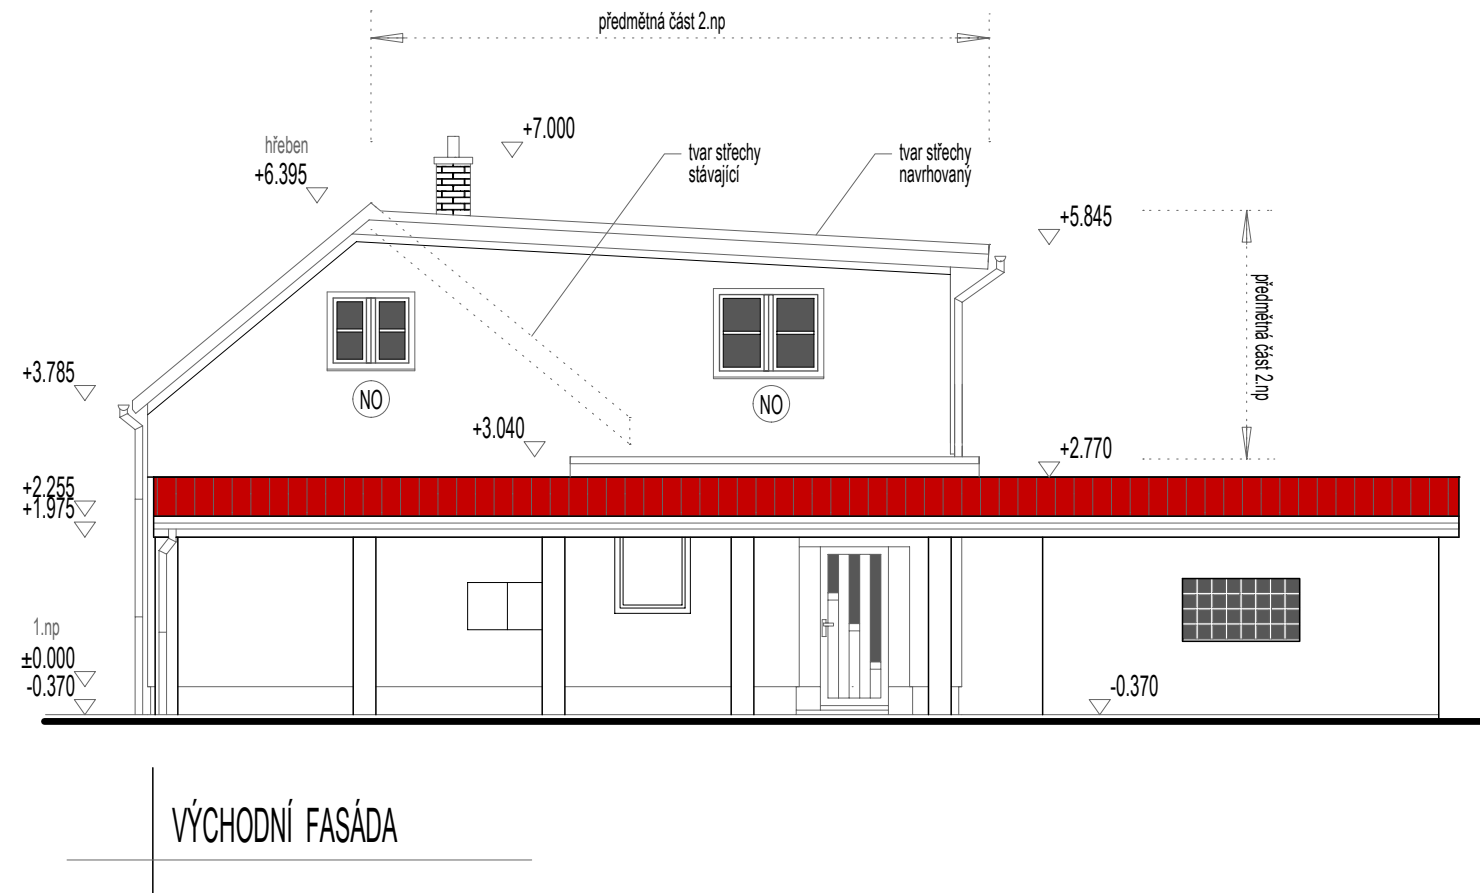 předmětná část 2.np
+7.000
hřeben
+6.395
tvar střechy
stávající
tvar střechy
navrhovaný
+5.845
předmětná část 2.np
+3.785
NO
NO
+3.040
+2.770
+2.255
+1.975
1.np
±0.000
-0.370
-0.370
VÝCHODNÍ FASÁDA